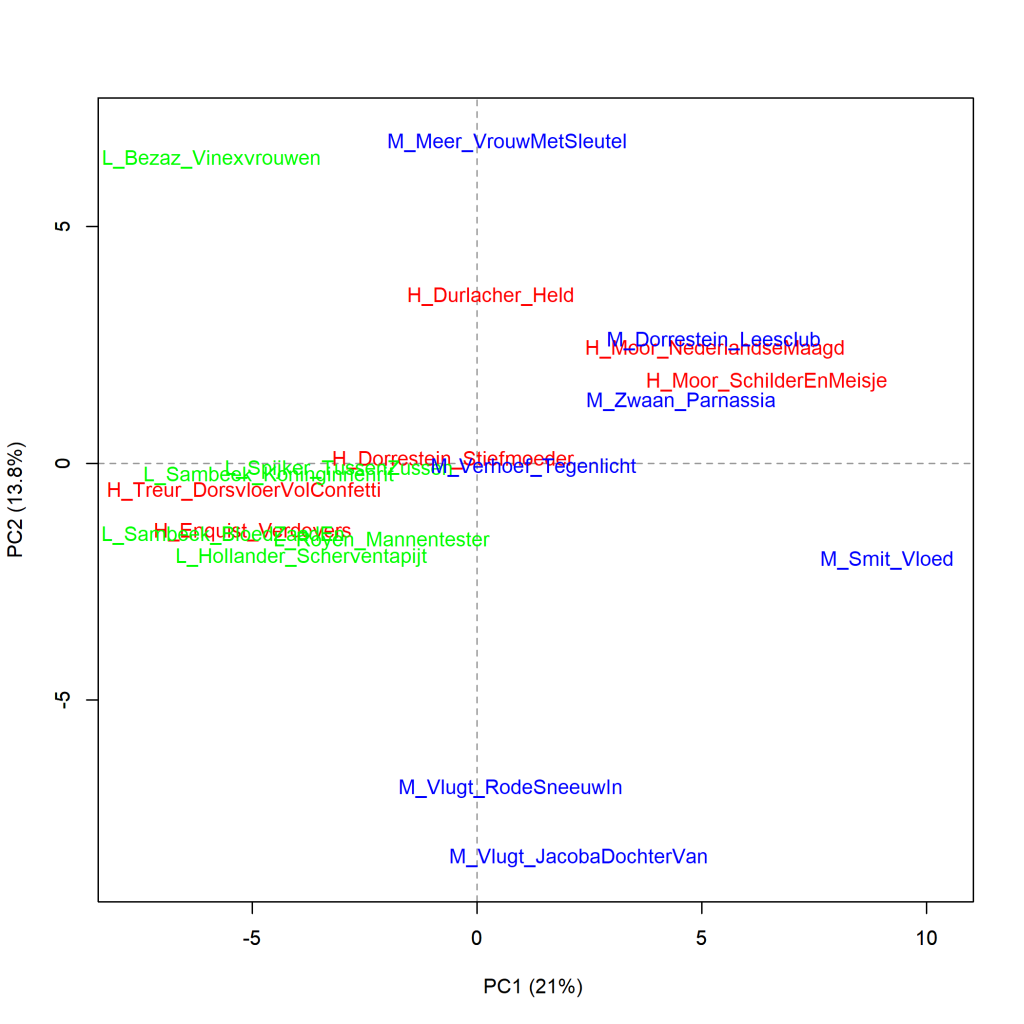 M_Meer_VrouwMetSleutel
L_Bezaz_Vinexvrouwen
5
H_Durlacher_Held
M_Dorrestein_Leesclub
H_Moor_NederlandseMaagd
H_Moor_SchilderEnMeisje
M_Zwaan_Parnassia
PC2 (13.8%)
0
H_Dorrestein_Stiefmoeder
M_Verhoef_Tegenlicht
L_Spijker_TussenZussen
H_Treur_DorsvloerVolConfetti
H_Enquist_Verdovers
L_Royen_Mannentester
L_Hollander_Scherventapijt
M_Smit_Vloed
-5
M_Vlugt_RodeSneeuwIn
M_Vlugt_JacobaDochterVan
-5 0 5 10
PC1 (21%)